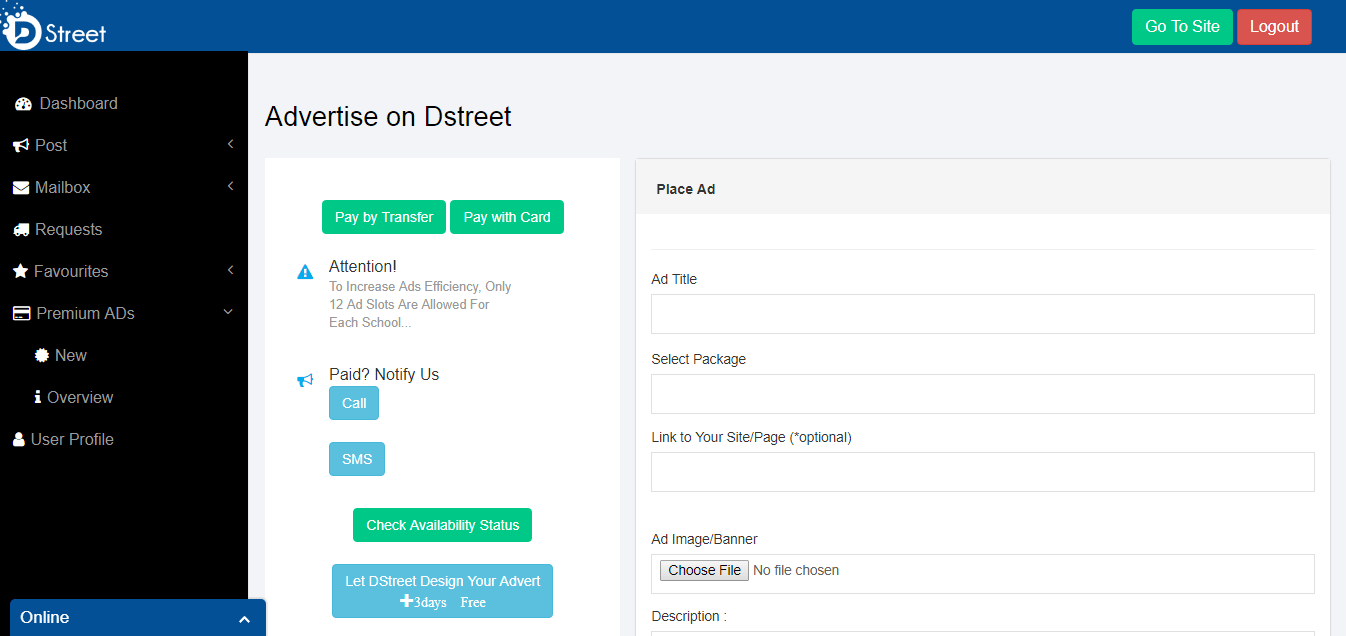 DStreet
Go To Site
Logout
Dashboard
Post
Mailbox
Requests
Favourites
Premium ADs
New
Overview
User Profile
Online
Advertise on Dstreet
Pay by Transfer
Pay with Card
Attention!
To Increase Ads Efficiency, Only
12 Ad Slots Are Allowed For
Each School...
Paid? Notify Us
Call
SMS
Check Availability Status
Let DStreet Design Your Advert
+3days Free
Place Ad
Ad Title
Select Package
Link to Your Site/Page (*optional)
Ad Image/Banner
Choose File No file chosen
Description :